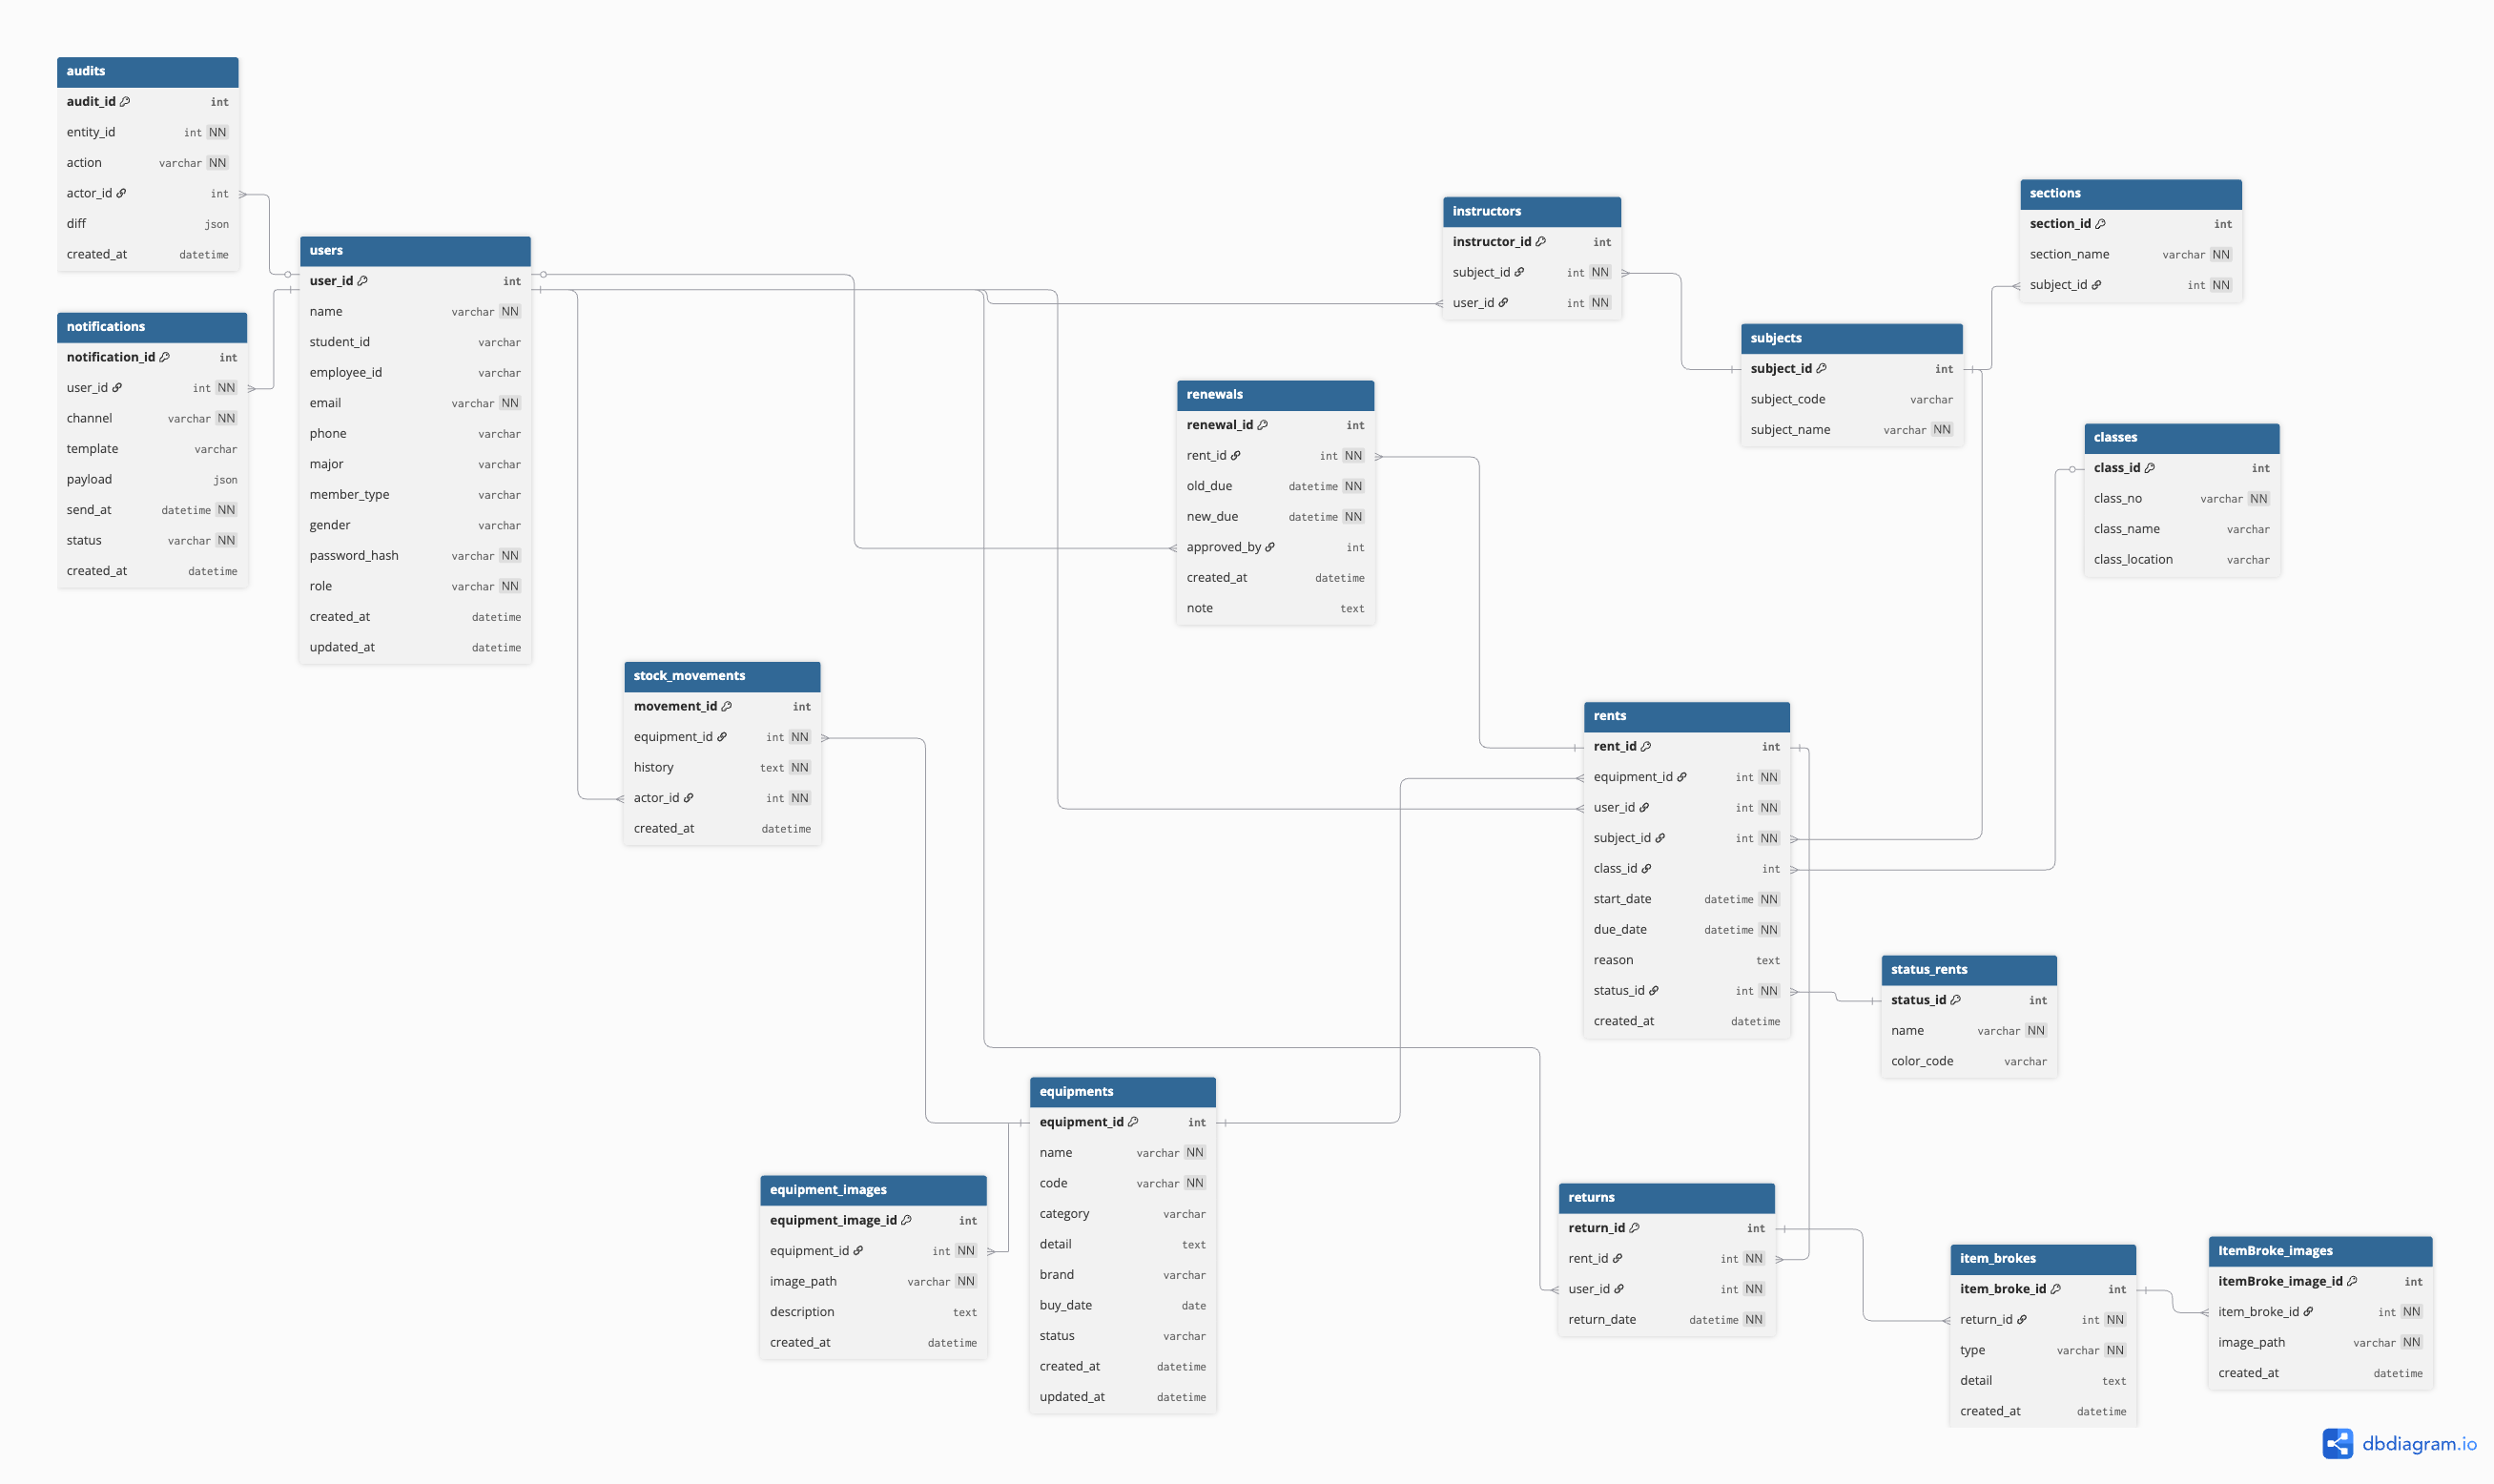 audits
audit_id int
entity_id int NN
action varchar NN
actor_id int
diff json
created_at datetime
notifications
notification_id int
user_id int NN
channel varchar NN
template varchar
payload json
send_at datetime NN
status varchar NN
created_at datetime
users
user_id int
name varchar NN
student_id varchar
employee_id varchar
email varchar NN
phone varchar
major varchar
member_type varchar
gender varchar
password_hash varchar NN
role varchar NN
created_at datetime
updated_at datetime
stock_movements
movement_id int
equipment_id int NN
history text NN
actor_id int NN
created_at datetime
renewals
renewal_id int
rent_id int NN
old_due datetime NN
new_due datetime NN
approved_by int
created_at datetime
note text
instructors
instructor_id int
subject_id int NN
user_id int NN
subjects
subject_id int
subject_code varchar
subject_name varchar NN
sections
section_id int
section_name varchar NN
subject_id int NN
classes
class_id int
class_no varchar NN
class_name varchar
class_location varchar
rents
rent_id int
equipment_id int NN
user_id int NN
subject_id int NN
class_id int
start_date datetime NN
due_date datetime NN
reason text
status_id int NN
created_at datetime
status_rents
status_id int
name varchar NN
color_code varchar
equipment_images
equipment_image_id int
equipment_id int NN
image_path varchar NN
description text
created_at datetime
equipments
equipment_id int
name varchar NN
code varchar NN
category varchar
detail text
brand varchar
buy_date date
status varchar
created_at datetime
updated_at datetime
returns
return_id int
rent_id int NN
user_id int NN
return_date datetime NN
item_brokes
item_broke_id int
return_id int NN
type varchar NN
detail text
created_at datetime
ItemBroke_images
itemBroke_image_id int
item_broke_id int NN
image_path varchar NN
created_at datetime
dbdiagram.io